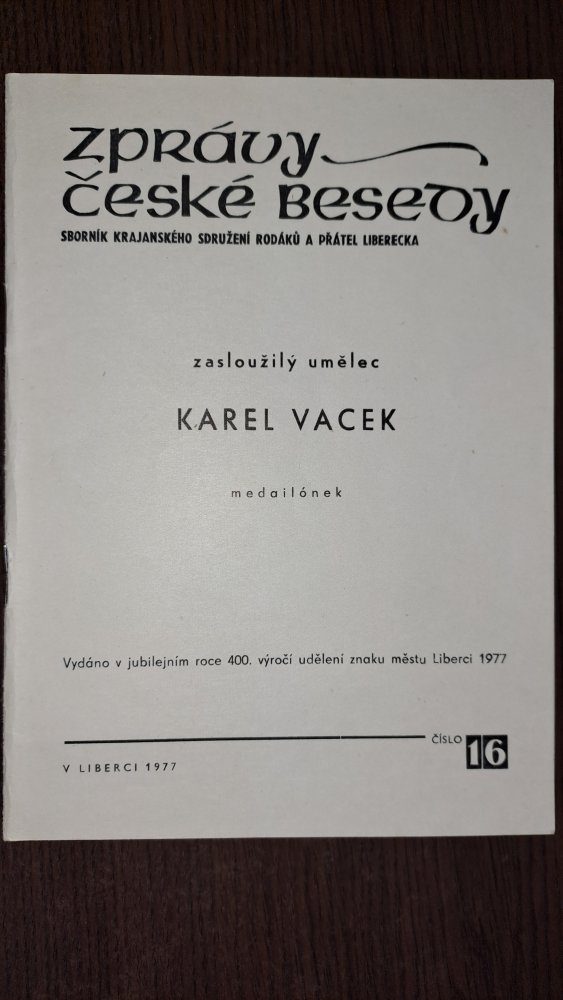 Zprávy
České Besedy
SBORNÍK KRAJANSKÉHO SDRUŽENÍ RODÁKŮ A PŘÁTEL LIBERECKA
zasloužilý umělec
KAREL VACEK
medailónek
Vydáno v jubilejním roce 400. výročí udělení znaku městu Liberci 1977
ČÍSLO 16
V LIBERCI 1977